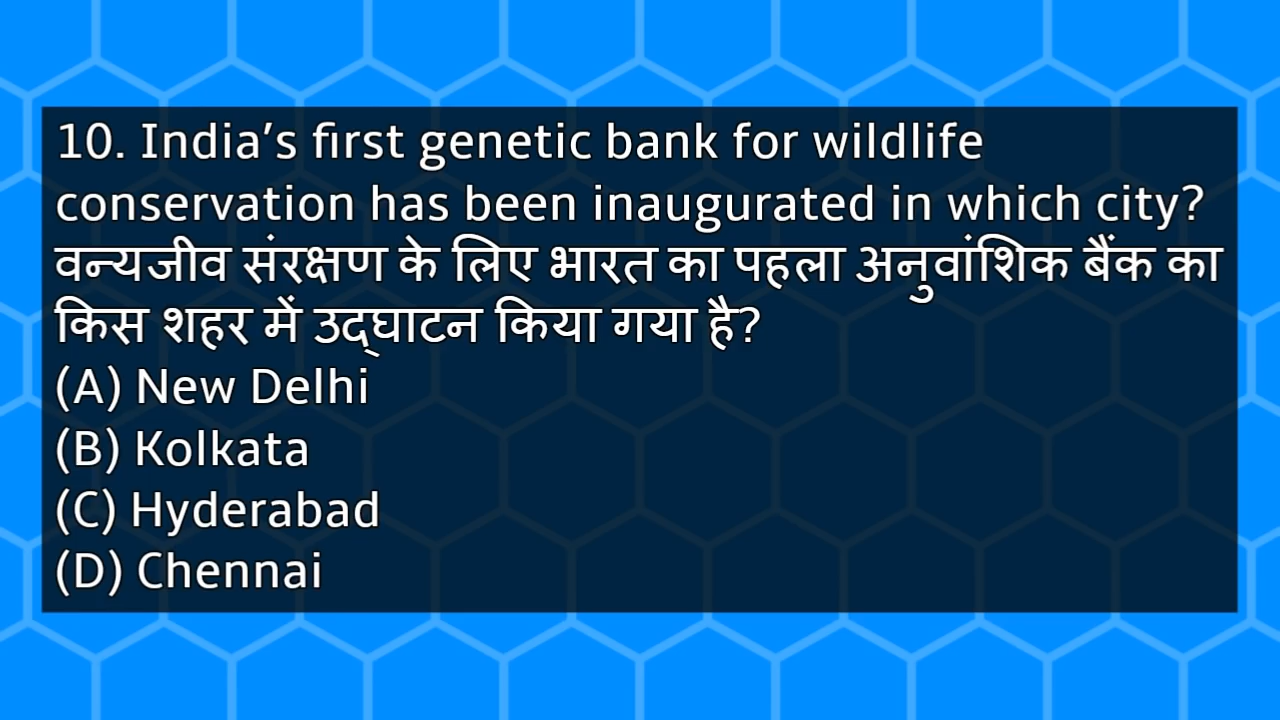 10. India’s first genetic bank for wildlife
conservation has been inaugurated in which city?
वन्यजीव संरक्षण के लिए भारत का पहला अनुवांशिक बैंक का
किस शहर में उद्घाटन किया गया है?
(A) New Delhi
(B) Kolkata
(C) Hyderabad
(D) Chennai